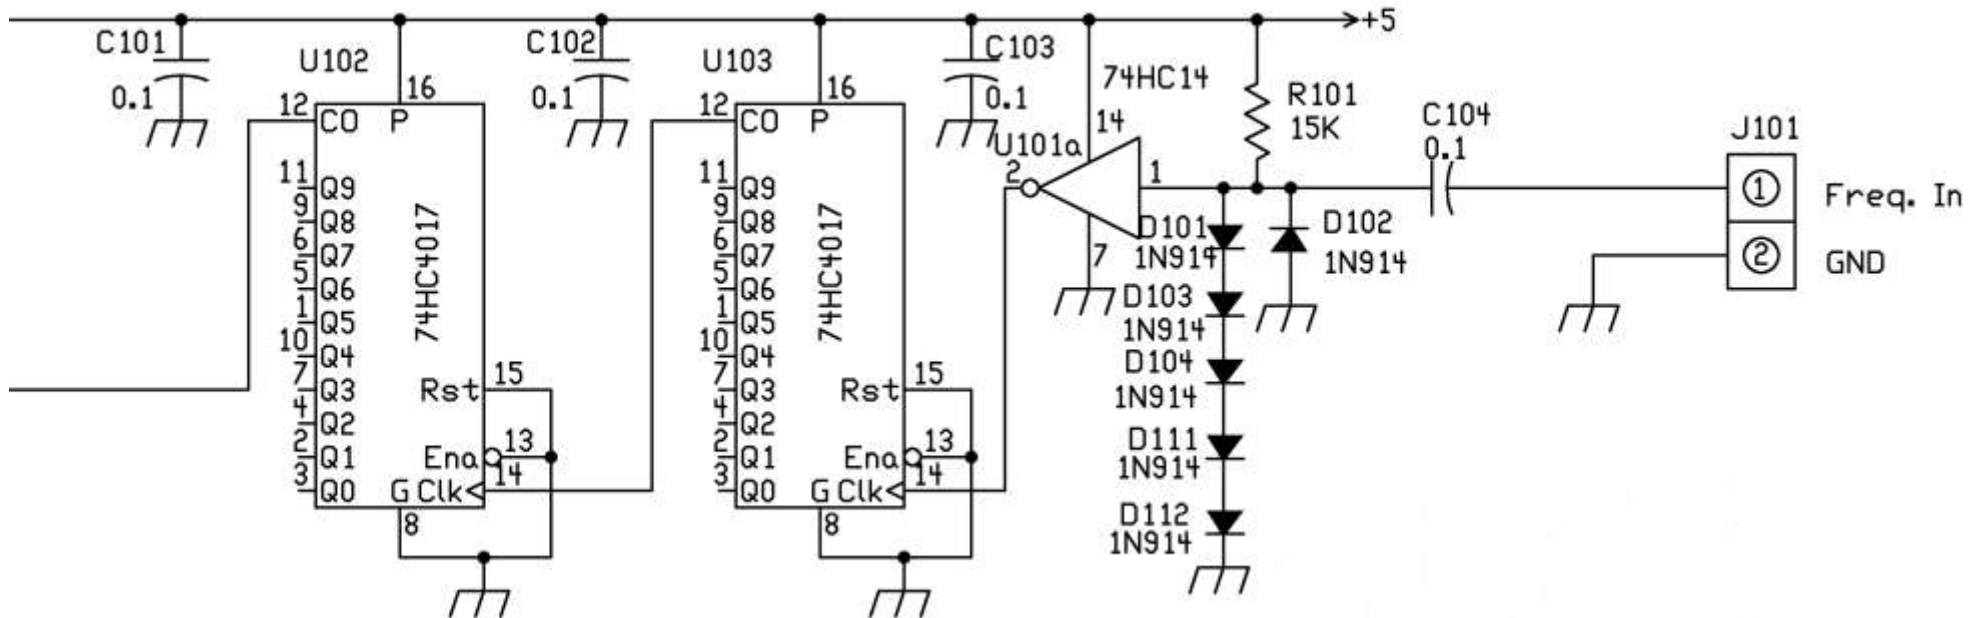 +5
C101
0.1
U102
16
12
CO
P
11
Q9
9
Q8
6
Q7
5
Q6
1
Q5
10
Q4
7
Q3
4
Q2
2
Q1
3
Q0
74HC4017
Rst
15
Ena
13
14
G Clk
8
C102
0.1
U103
16
12
CO
P
11
Q9
9
Q8
6
Q7
5
Q6
1
Q5
10
Q4
7
Q3
4
Q2
2
Q1
3
Q0
74HC4017
Rst
15
Ena
13
14
G Clk
8
C103
0.1
74HC14
14
U101a
2
1
7
R101
15K
D101
1N914
D102
1N914
D103
1N914
D104
1N914
D111
1N914
D112
1N914
C104
0.1
J101
1
Freq. In
2
GND